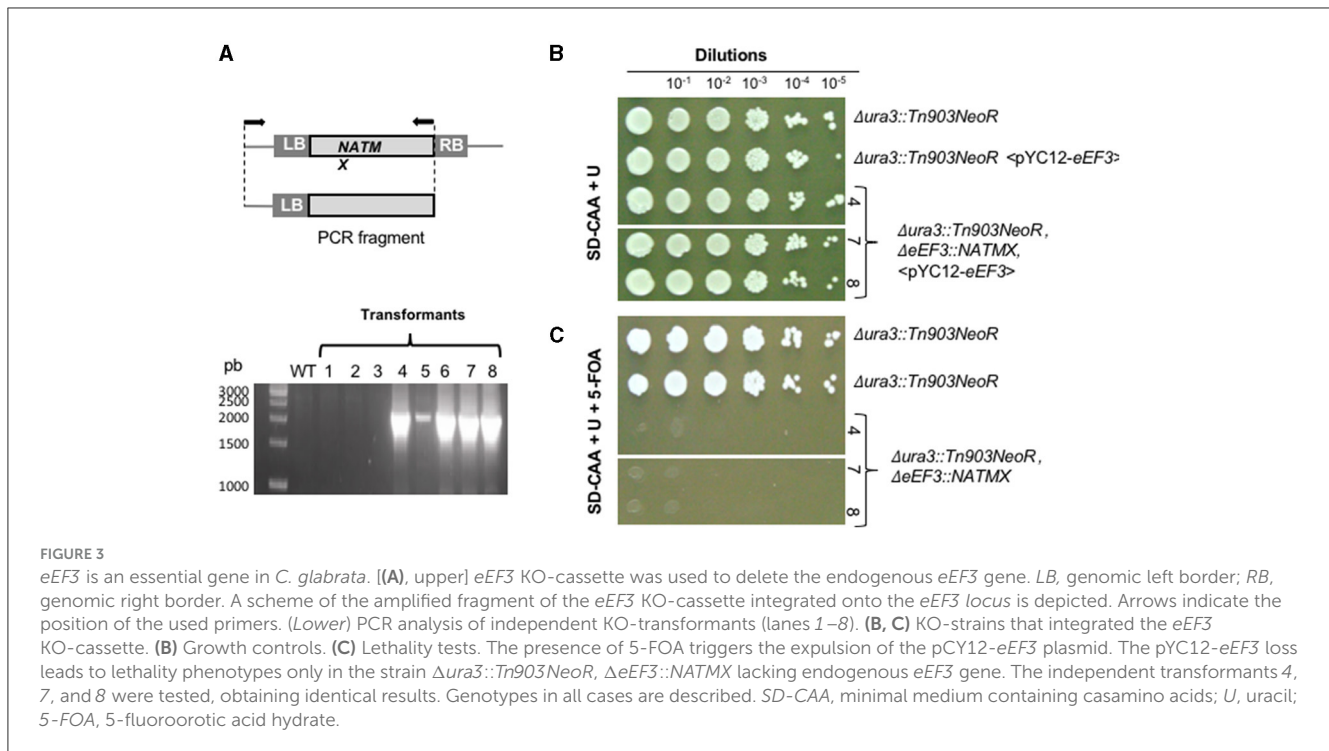 A
LB
NATM
X
RB
LB
PCR fragment
Transformants
pb
WT 1 2 3 4 5 6 7 8
3000
2500
2000
1500
1000
B
Dilutions
10-1 10-2 10-3 10-4 10-5
SD-CAA + U
Δura3::Tn903NeoR
Δura3::Tn903NeoR <pYC12-eEF3>
4
7
8
Δura3::Tn903NeoR,
ΔeEF3::NATMX,
<pYC12-eEF3>
C
SD-CAA + U + 5-FOA
Δura3::Tn903NeoR
Δura3::Tn903NeoR
4
7
8
Δura3::Tn903NeoR,
ΔeEF3::NATMX
FIGURE 3
eEF3 is an essential gene in C. glabrata. [(A), upper] eEF3 KO-cassette was used to delete the endogenous eEF3 gene. LB, genomic left border; RB,
genomic right border. A scheme of the amplified fragment of the eEF3 KO-cassette integrated onto the eEF3 locus is depicted. Arrows indicate the
position of the used primers. (Lower) PCR analysis of independent KO-transformants (lanes 1–8). (B, C) KO-strains that integrated the eEF3
KO-cassette. (B) Growth controls. (C) Lethality tests. The presence of 5-FOA triggers the expulsion of the pCY12-eEF3 plasmid. The pYC12-eEF3 loss
leads to lethality phenotypes only in the strain Δura3::Tn903NeoR, ΔeEF3::NATMX lacking endogenous eEF3 gene. The independent transformants 4,
7, and 8 were tested, obtaining identical results. Genotypes in all cases are described. SD-CAA, minimal medium containing casamino acids; U, uracil;
5-FOA, 5-fluoroorotic acid hydrate.